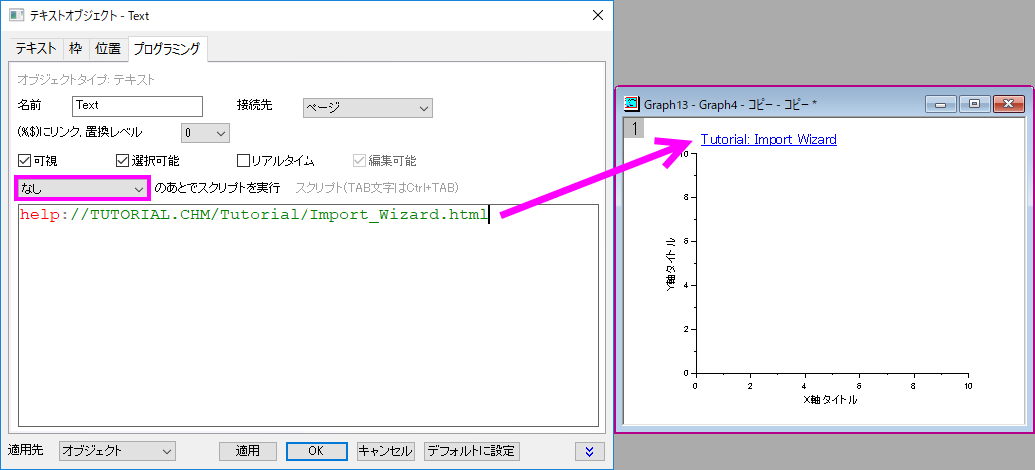 テキストオブジェクト - Text
テキスト 枠 位置 プログラミング
オブジェクトタイプ: テキスト
名前 Text 接続先 ページ
(%$)にリンク, 置換レベル 0
可視 選択可能 リアルタイム 編集可能
なし のあとでスクリプトを実行 スクリプト(TAB文字はCtrl+TAB)
help://TUTORIAL.CHM/Tutorial/Import_Wizard.html
適用先 オブジェクト 適用 OK キャンセル デフォルトに設定
Graph13 - Graph4 - コピー - コピー *
1
Tutorial: Import Wizard
10
8
6
4
2
0
Y軸タイトル
0 2 4 6 8 10
X軸タイトル